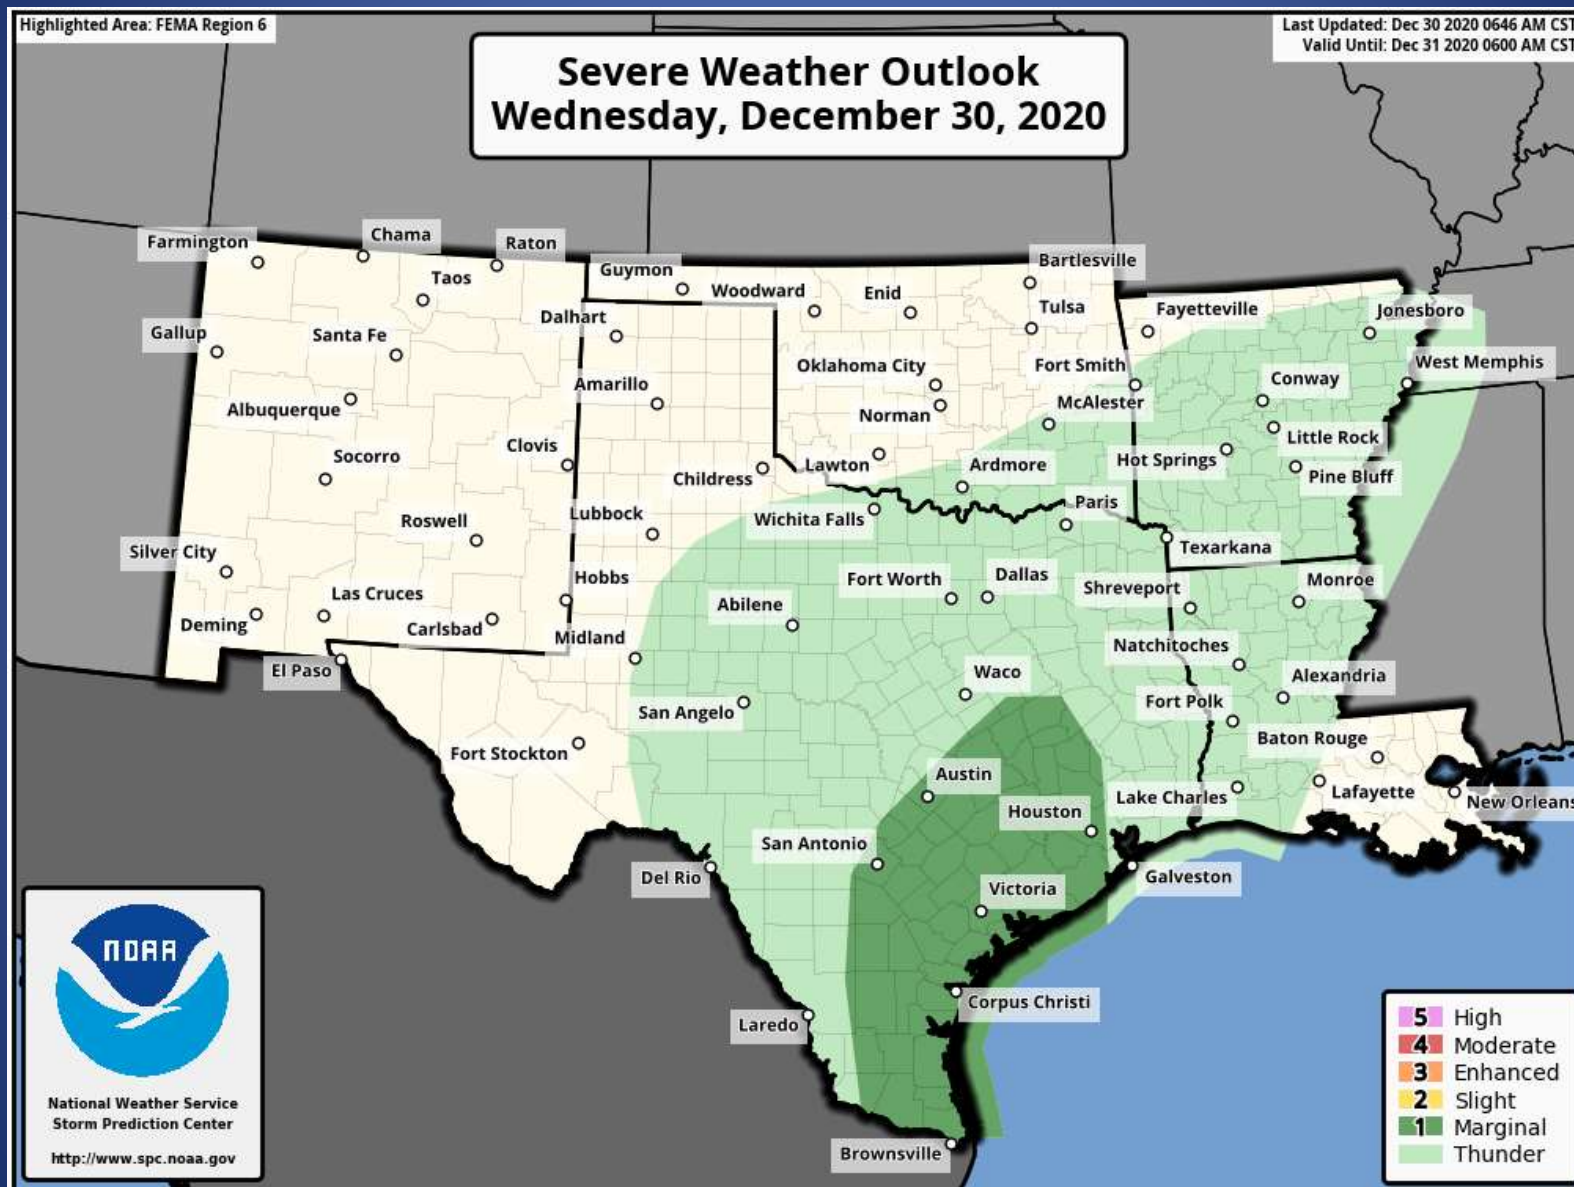 Highlighted Area: FEMA Region 6
Last Updated: Dec 30 2020 0646 AM CST
Valid Until: Dec 31 2020 0600 AM CST
Severe Weather Outlook
Wednesday, December 30, 2020
Farmington
Chama
Raton
Taos
Guymon
Woodward
Enid
Bartlesville
Tulsa
Fayetteville
Jonesboro
Gallup
Santa Fe
Dalhart
Oklahoma City
Fort Smith
West Memphis
Albuquerque
Amarillo
Norman
McAlester
Conway
Socorro
Clovis
Childress
Lawton
Ardmore
Hot Springs
Little Rock
Pine Bluff
Roswell
Lubbock
Wichita Falls
Paris
Texarkana
Silver City
Las Cruces
Hobbs
Fort Worth
Dallas
Shreveport
Monroe
Deming
Carlsbad
Midland
Abilene
Natchitoches
El Paso
Waco
Alexandria
San Angelo
Fort Polk
Fort Stockton
Baton Rouge
Austin
Houston
Lake Charles
Lafayette
New Orleans
San Antonio
Del Rio
Victoria
Galveston
Laredo
Corpus Christi
Brownsville
NOAA
National Weather Service
Storm Prediction Center
http://www.spc.noaa.gov
5 High
4 Moderate
3 Enhanced
2 Slight
1 Marginal
Thunder